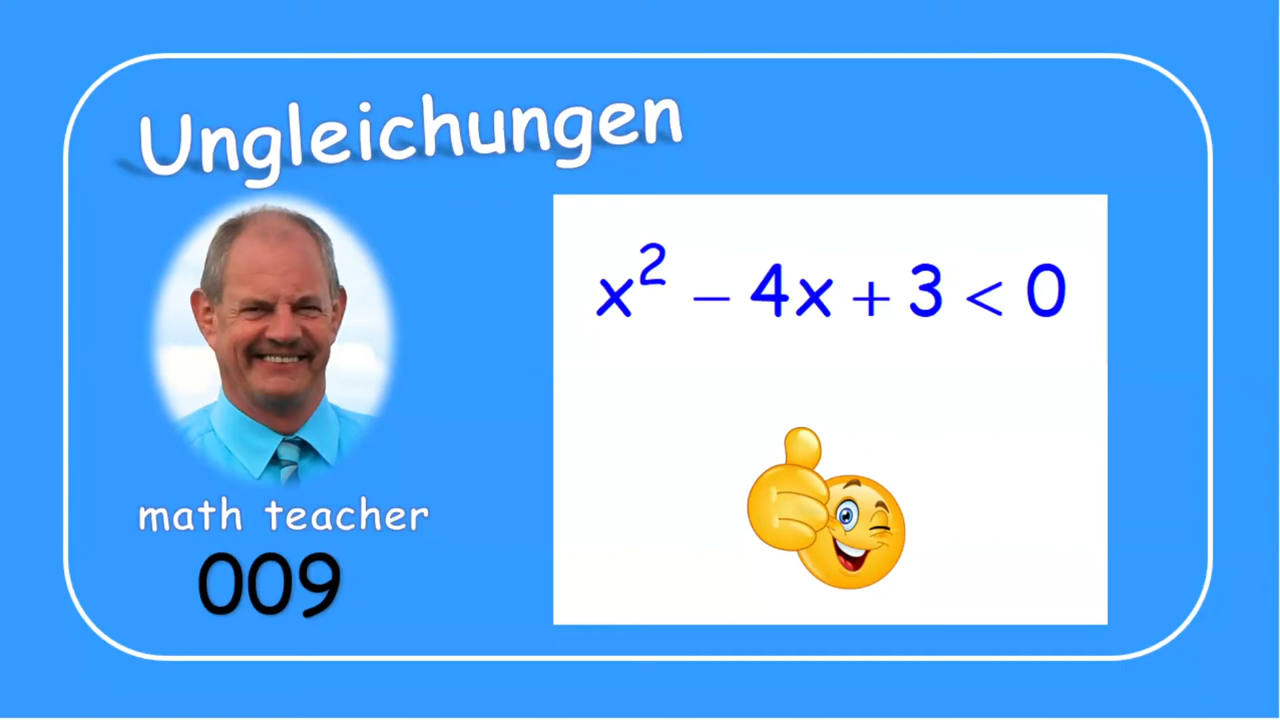 Ungleichungen
x² – 4x + 3 < 0
math teacher
009